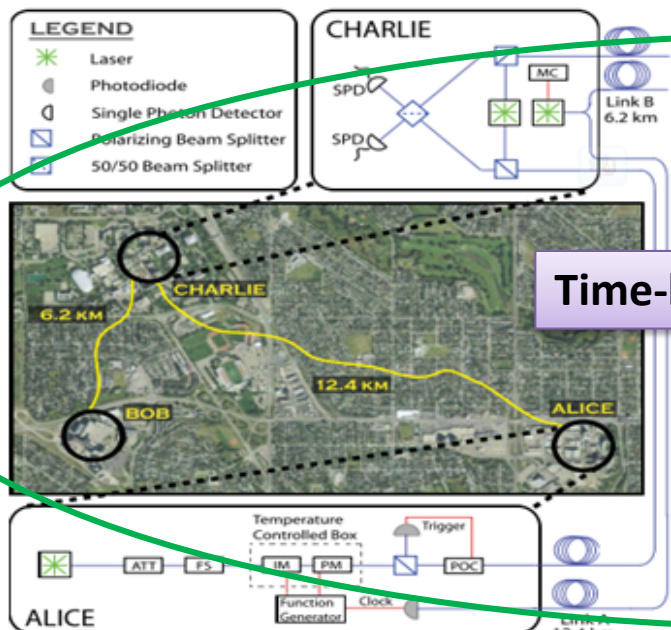 LEGEND
Laser
Photodiode
Single Photon Detector
Polarizing Beam Splitter
50/50 Beam Splitter
CHARLIE
SPD
SPD
MC
Link B
6.2 km
CHARLIE
6.2 KM
12.4 KM
BOB
ALICE
Time-
Temperature
Controlled Box
Trigger
ATT
FS
IM
PM
POC
Function
Generator
Clock
ALICE
Link A